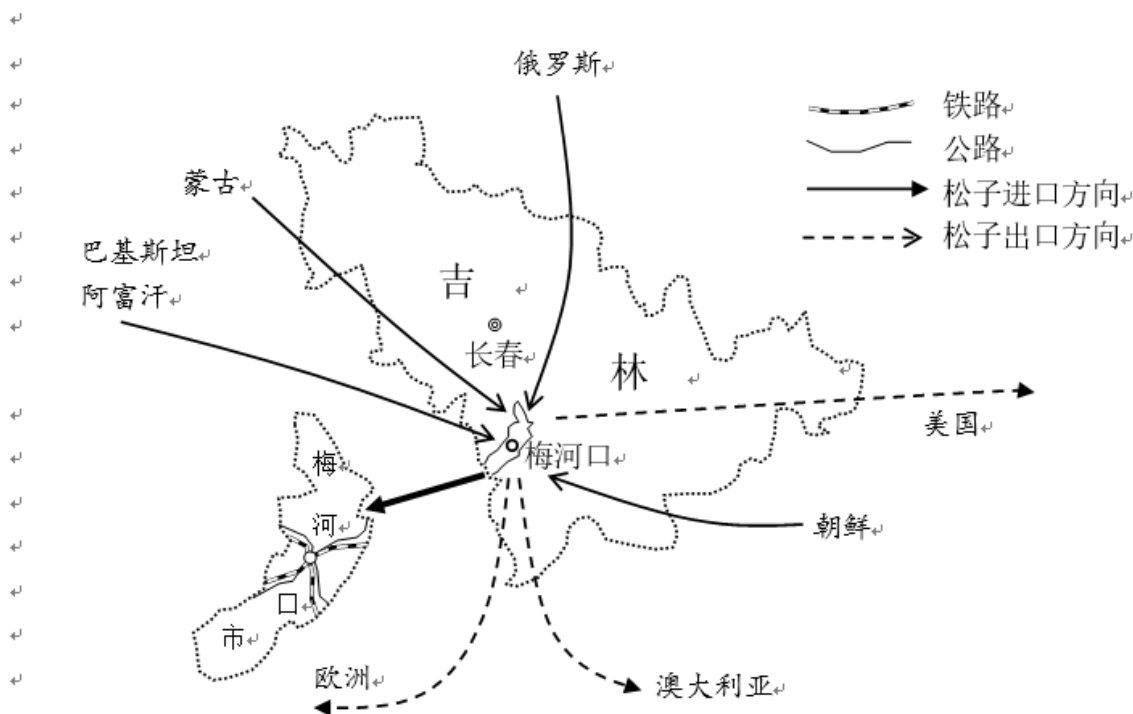 俄罗斯
铁路
公路
松子进口方向
松子出口方向
蒙古
巴基斯坦
阿富汗
吉
长春
林
美国
梅河口
朝鲜
梅
河
口
市
欧洲
澳大利亚